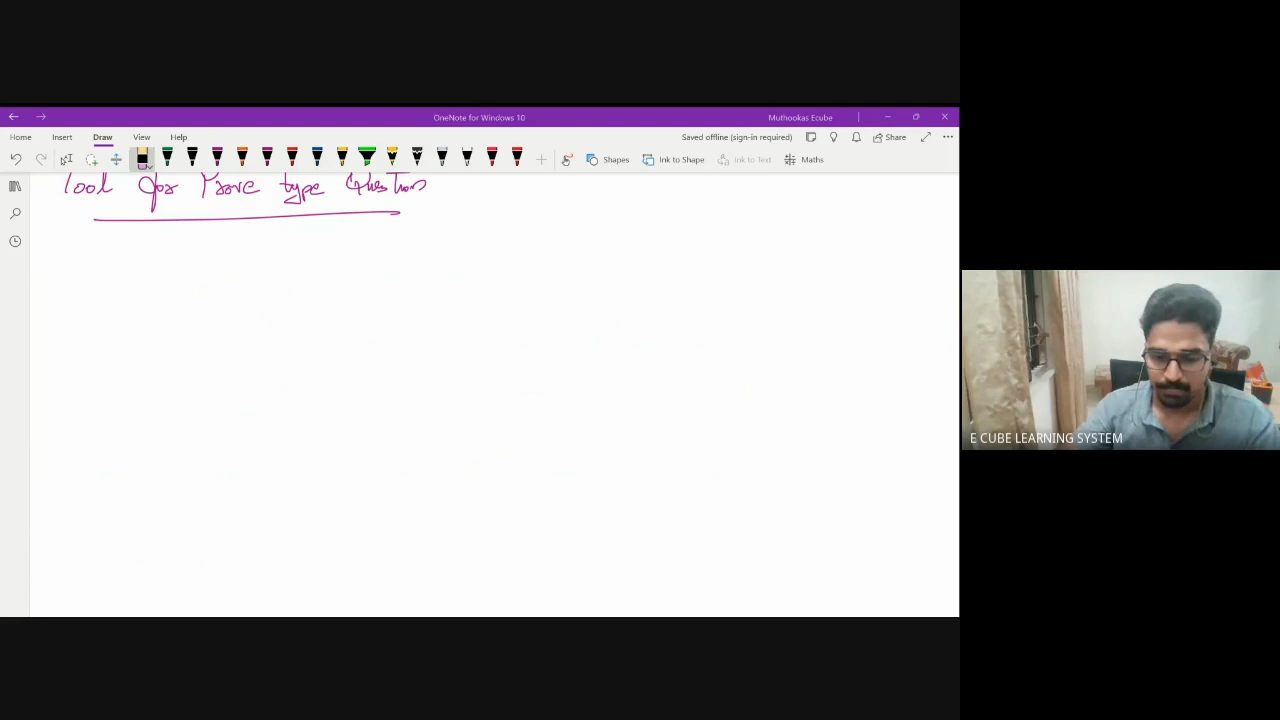 OneNote for Windows 10
Muthookas Ecube
Home Insert Draw View Help
Saved offline (sign-in required)
Share
Shapes
Ink to Shape
Ink to Text
Maths
Tool for Prove type Questions
E CUBE LEARNING SYSTEM